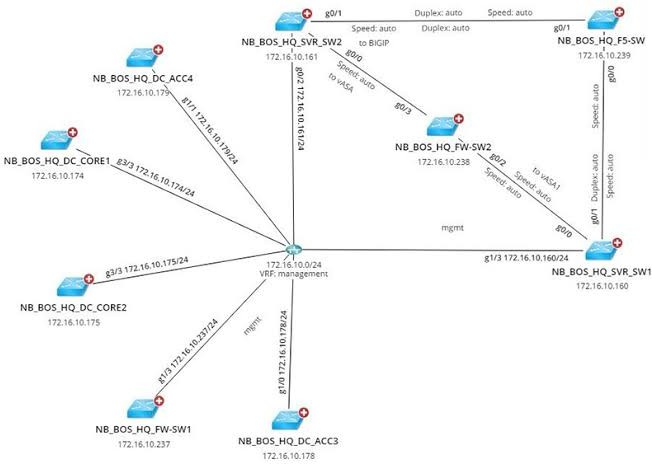 g0/1
Duplex: auto
Speed: auto
Speed: auto
Duplex: auto
g0/1
to BIGIP
NB_BOS_HQ_SVR_SW2
172.16.10.161
NB_BOS_HQ_F5-SW
172.16.10.239
g0/0
Speed: auto
to vASA
g0/3
g0/0
Speed: auto
NB_BOS_HQ_DC_ACC4
172.16.10.179
g1/1 172.16.10.179/24
g0/2 172.16.10.161/24
NB_BOS_HQ_FW-SW2
172.16.10.238
g0/2
Speed: auto
to vASA1
Speed: auto
g0/0
Duplex: auto
Speed: auto
g0/1
NB_BOS_HQ_DC_CORE1
172.16.10.174
g3/3 172.16.10.174/24
mgmt
g1/3 172.16.10.160/24
NB_BOS_HQ_SVR_SW1
172.16.10.160
172.16.10.0/24
VRF: management
g3/3 172.16.10.175/24
NB_BOS_HQ_DC_CORE2
172.16.10.175
g1/3 172.16.10.237/24
mgmt
g1/0 172.16.10.178/24
NB_BOS_HQ_FW-SW1
172.16.10.237
NB_BOS_HQ_DC_ACC3
172.16.10.178